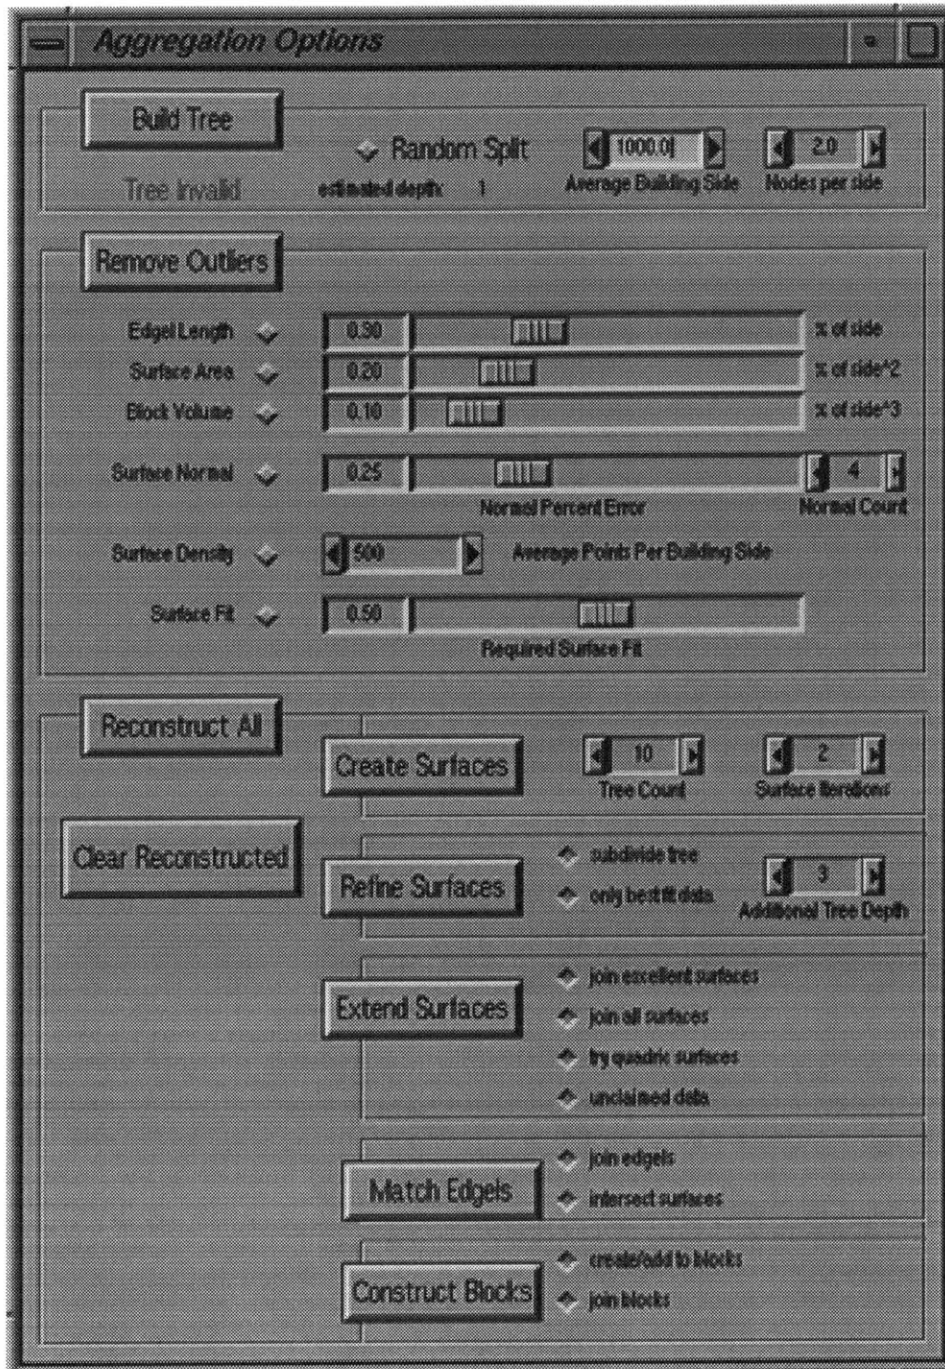 Aggregation Options
Build Tree
Random Split
1000.0
2.0
Tree Invalid
estimated depth: 1
Average Building Side
Nodes per side
Remove Outliers
Edgel Length
0.30
% of side
Surface Area
0.20
% of side^2
Block Volume
0.10
% of side^3
Surface Normal
0.25
4
Normal Percent Error
Normal Count
Surface Density
500
Average Points Per Building Side
Surface Fit
0.50
Required Surface Fit
Reconstruct All
Create Surfaces
10
2
Tree Count
Surface Iterations
Clear Reconstructed
Refine Surfaces
subdivide tree
only best fit data
3
Additional Tree Depth
Extend Surfaces
join excellent surfaces
join all surfaces
try quadric surfaces
unclaimed data
Match Edgels
join edgels
intersect surfaces
Construct Blocks
create/add to blocks
join blocks